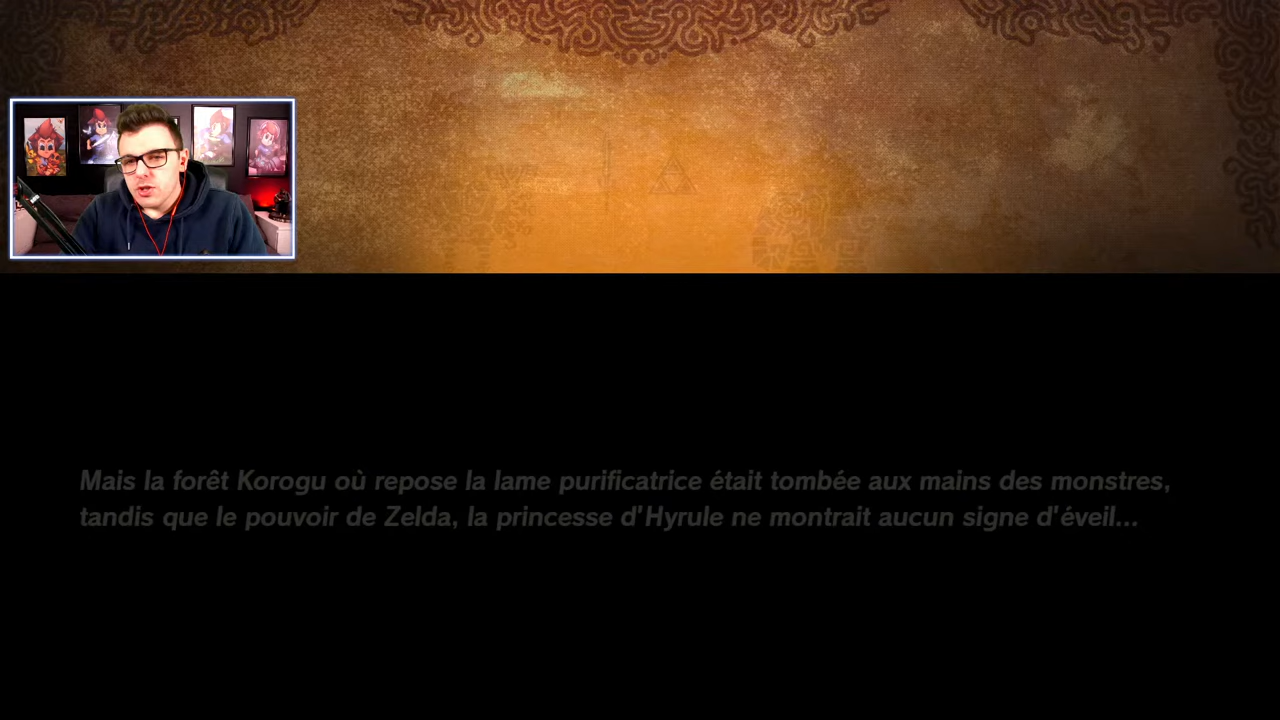 Mais la forêt Korogu où repose la lame purificatrice était tombée aux mains des monstres,
tandis que le pouvoir de Zelda, la princesse d'Hyrule ne montrait aucun signe d'éveil...